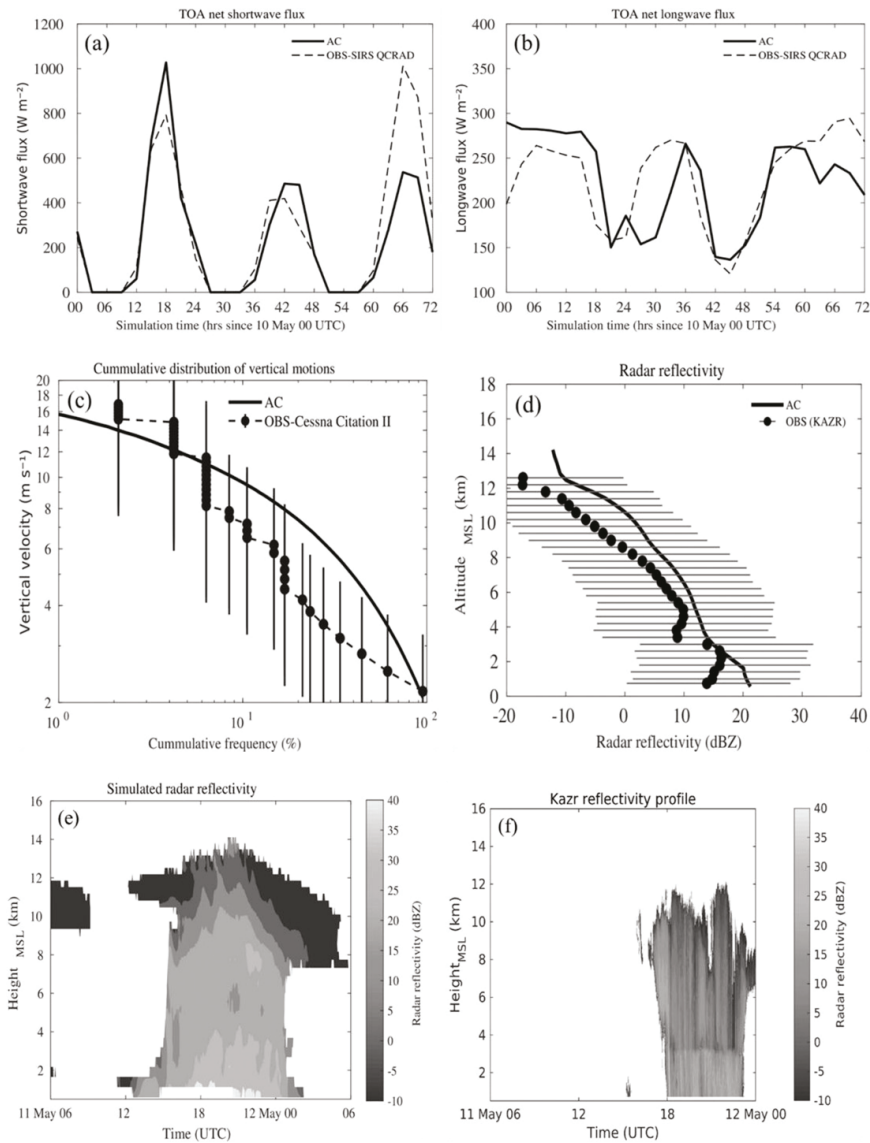 TOA net shortwave flux
(a)
AC
OBS-SIRS QCRAD
Shortwave flux (W m⁻²)
1200
1000
800
600
400
200
0
00 06 12 18 24 30 36 42 48 54 60 66 72
Simulation time (hrs since 10 May 00 UTC)
TOA net longwave flux
(b)
AC
OBS-SIRS QCRAD
Longwave flux (W m⁻²)
400
350
300
250
200
150
100
00 06 12 18 24 30 36 42 48 54 60 66 72
Simulation time (hrs since 10 May 00 UTC)
Cummulative distribution of vertical motions
(c)
AC
OBS-Cessna Citation II
Vertical velocity (m s⁻¹)
20
18
16
14
12
10
8
6
4
2
10⁰ 10¹ 10²
Cummulative frequency (%)
Radar reflectivity
(d)
AC
OBS (KAZR)
Altitude MSL (km)
18
16
14
12
10
8
6
4
2
0
-20 -10 0 10 20 30 40
Radar reflectivity (dBZ)
Simulated radar reflectivity
(e)
Height MSL (km)
16
14
12
10
8
6
4
2
11 May 06 12 18 12 May 00 06
Time (UTC)
40
35
30
25
20
15
10
5
0
-5
-10
Radar reflectivity (dBZ)
Kazr reflectivity profile
(f)
Height MSL (km)
16
14
12
10
8
6
4
2
11 May 06 12 18 12 May 00
Time (UTC)
40
35
30
25
20
15
10
5
0
-5
-10
Radar reflectivity (dBZ)